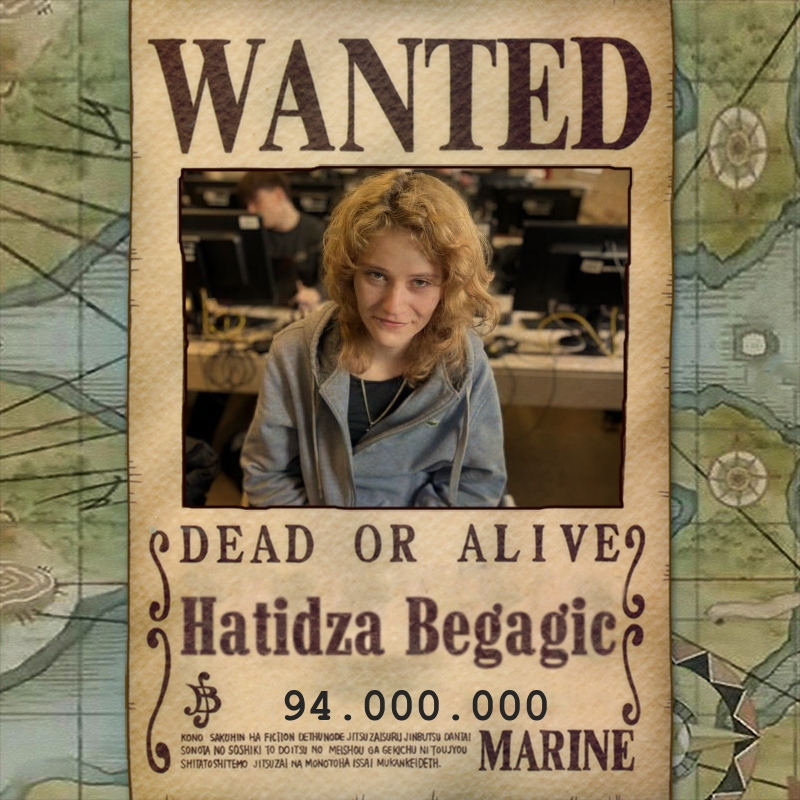 WANTED
DEAD OR ALIVE
Hatidza Begagic
94.000.000
KONO SAKUHIN HA FICTION DETHUNODE JITSUZAISURU JINBUTSU DANTAI
SONOTA NO SOSHIKI TO DOITSU NO MEISHOU GA GEKICHU NI TOUJYOU
SHITATOSHITEMO JITSUZAI NA MONOTOHA ISSAI MUKANKEIDETH.
MARINE